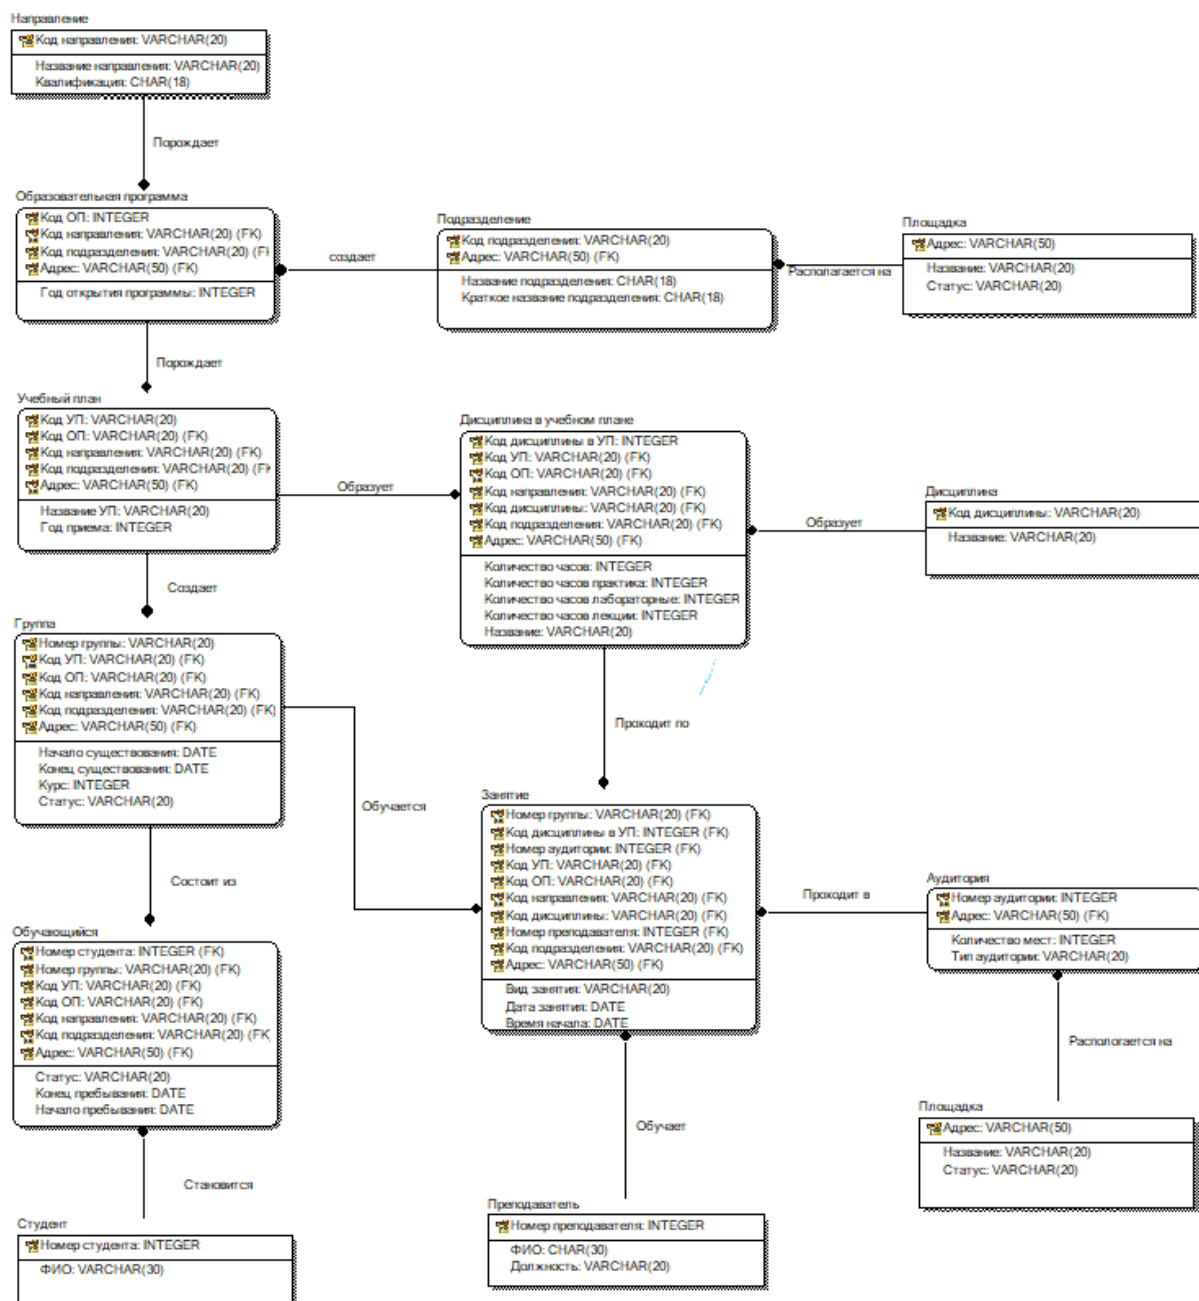 Направление
Код направления: VARCHAR(20)
Название направления: VARCHAR(20)
Квалификация: CHAR(18)
Порождает
Образовательная программа
Код ОП: INTEGER
Код направления: VARCHAR(20) (FK)
Код подразделения: VARCHAR(20) (FK
Адрес: VARCHAR(50) (FK)
Год открытия программы: INTEGER
создает
Подразделение
Код подразделения: VARCHAR(20)
Адрес: VARCHAR(50) (FK)
Название подразделения: CHAR(18)
Краткое название подразделения: CHAR(18)
Располагается на
Площадка
Адрес: VARCHAR(50)
Название: VARCHAR(20)
Статус: VARCHAR(20)
Порождает
Учебный план
Код УП: VARCHAR(20)
Код ОП: VARCHAR(20) (FK)
Код направления: VARCHAR(20) (FK)
Код подразделения: VARCHAR(20) (FK
Адрес: VARCHAR(50) (FK)
Название УП: VARCHAR(20)
Год приема: INTEGER
Образует
Дисциплина в учебном плане
Код дисциплины в УП: INTEGER
Код УП: VARCHAR(20) (FK)
Код ОП: VARCHAR(20) (FK)
Код направления: VARCHAR(20) (FK)
Код дисциплины: VARCHAR(20) (FK)
Код подразделения: VARCHAR(20) (FK)
Адрес: VARCHAR(50) (FK)
Количество часов: INTEGER
Количество часов практика: INTEGER
Количество часов лабораторные: INTEGER
Количество часов лекции: INTEGER
Название: VARCHAR(20)
Образует
Дисциплина
Код дисциплины: VARCHAR(20)
Название: VARCHAR(20)
Создает
Группа
Номер группы: VARCHAR(20)
Код УП: VARCHAR(20) (FK)
Код ОП: VARCHAR(20) (FK)
Код направления: VARCHAR(20) (FK)
Код подразделения: VARCHAR(20) (FK)
Адрес: VARCHAR(50) (FK)
Начало существования: DATE
Конец существования: DATE
Курс: INTEGER
Статус: VARCHAR(20)
Проходит по
Обучается
Занятие
Номер группы: VARCHAR(20) (FK)
Код дисциплины в УП: INTEGER (FK)
Номер аудитории: INTEGER (FK)
Код УП: VARCHAR(20) (FK)
Код ОП: VARCHAR(20) (FK)
Код направления: VARCHAR(20) (FK)
Код дисциплины: VARCHAR(20) (FK)
Номер преподавателя: INTEGER (FK)
Код подразделения: VARCHAR(20) (FK)
Адрес: VARCHAR(50) (FK)
Вид занятия: VARCHAR(20)
Дата занятия: DATE
Время начала: DATE
Проходит в
Аудитория
Номер аудитории: INTEGER
Адрес: VARCHAR(50) (FK)
Количество мест: INTEGER
Тип аудитории: VARCHAR(20)
Состоит из
Обучающийся
Номер студента: INTEGER (FK)
Номер группы: VARCHAR(20) (FK)
Код УП: VARCHAR(20) (FK)
Код ОП: VARCHAR(20) (FK)
Код направления: VARCHAR(20) (FK)
Код подразделения: VARCHAR(20) (FK
Адрес: VARCHAR(50) (FK)
Статус: VARCHAR(20)
Конец пребывания: DATE
Начало пребывания: DATE
Распологается на
Площадка
Адрес: VARCHAR(50)
Название: VARCHAR(20)
Статус: VARCHAR(20)
Обучает
Становится
Преподаватель
Номер преподавателя: INTEGER
ФИО: CHAR(30)
Должность: VARCHAR(20)
Студент
Номер студента: INTEGER
ФИО: VARCHAR(30)